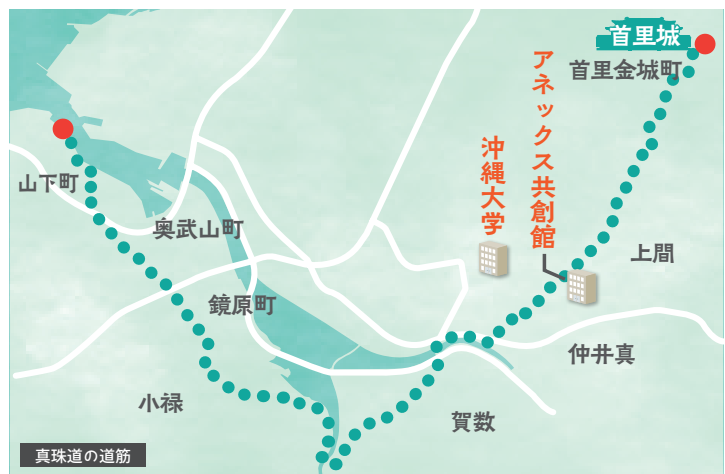 首里城
首里金城町
アネックス共創館
沖縄大学
山下町
奥武山町
上間
鏡原町
仲井真
小禄
賀数
真珠道の道筋